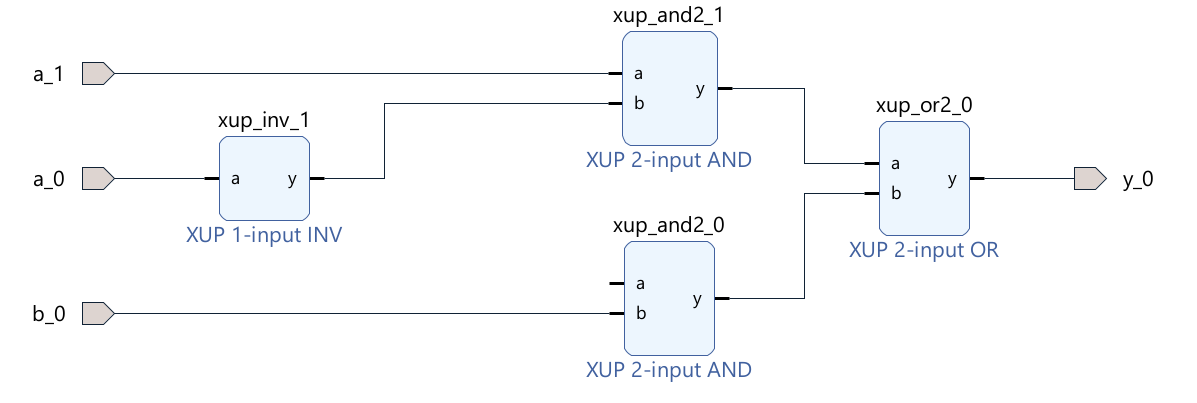 xup_and2_1
a_1
a
y
b
XUP 2-input AND
xup_inv_1
a_0
a
y
XUP 1-input INV
xup_or2_0
a
y
b
XUP 2-input OR
y_0
xup_and2_0
a
y
b
b_0
XUP 2-input AND